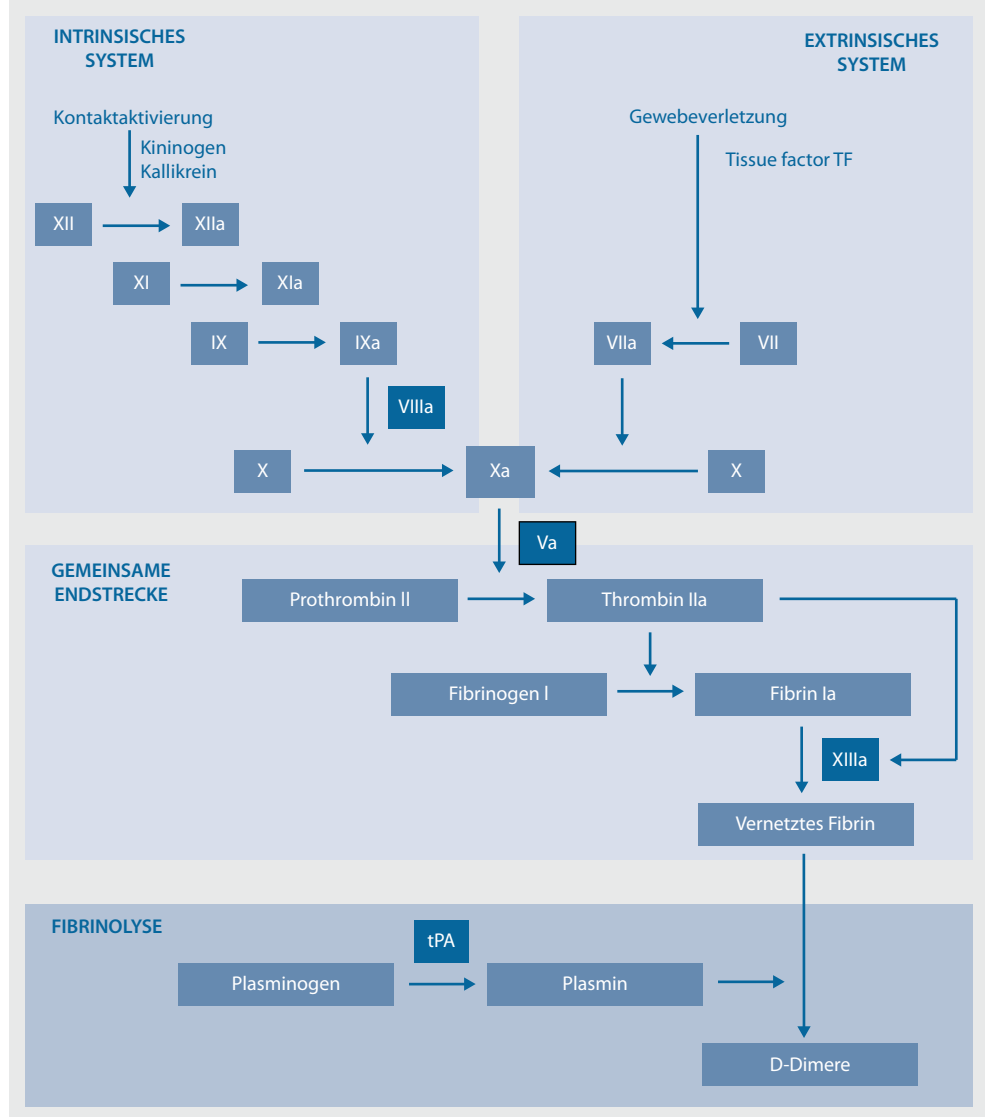 INTRINSISCHES
SYSTEM
Kontaktaktivierung
Kininogen
Kallikrein
XII
XIIa
XI
XIa
IX
IXa
VIIIa
X
Xa
EXTRINSISCHES
SYSTEM
Gewebeverletzung
Tissue factor TF
VIIa
VII
X
Va
GEMEINSAME
ENDSTRECKE
Prothrombin II
Thrombin IIa
Fibrinogen I
Fibrin Ia
XIIIa
Vernetztes Fibrin
FIBRINOLYSE
tPA
Plasminogen
Plasmin
D-Dimere